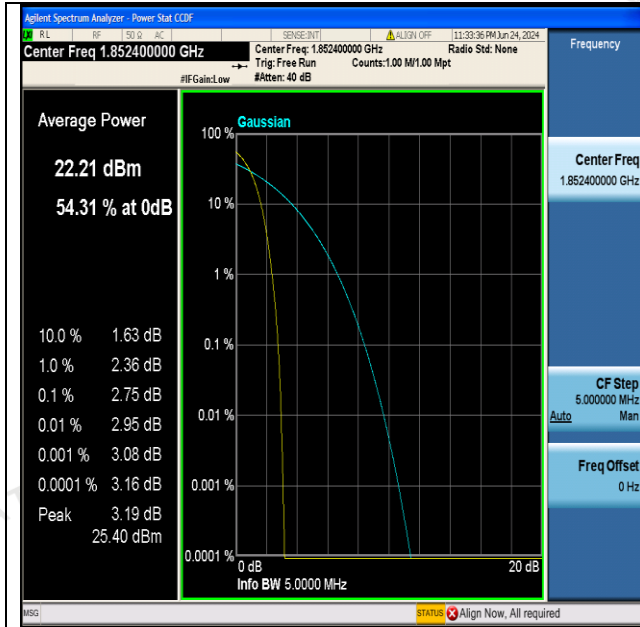 Agilent Spectrum Analyzer - Power Stat CCDF
LXI RL RF 50 Ω AC SENSE:INT ALIGN OFF 11:33:36 PM Jun 24, 2024
Center Freq 1.852400000 GHz
Center Freq: 1.852400000 GHz Radio Std: None
Trig: Free Run Counts:1.00 M/1.00 Mpt
#IFGain:Low #Atten: 40 dB
Frequency
Average Power
22.21 dBm
54.31 % at 0dB
10.0 % 1.63 dB
1.0 % 2.36 dB
0.1 % 2.75 dB
0.01 % 2.95 dB
0.001 % 3.08 dB
0.0001 % 3.16 dB
Peak 3.19 dB
25.40 dBm
Gaussian
100 %
10 %
1 %
0.1 %
0.01 %
0.001 %
0.0001 %
0 dB 20 dB
Info BW 5.0000 MHz
Center Freq
1.852400000 GHz
CF Step
5.000000 MHz
Auto Man
Freq Offset
0 Hz
MSG STATUS Align Now, All required